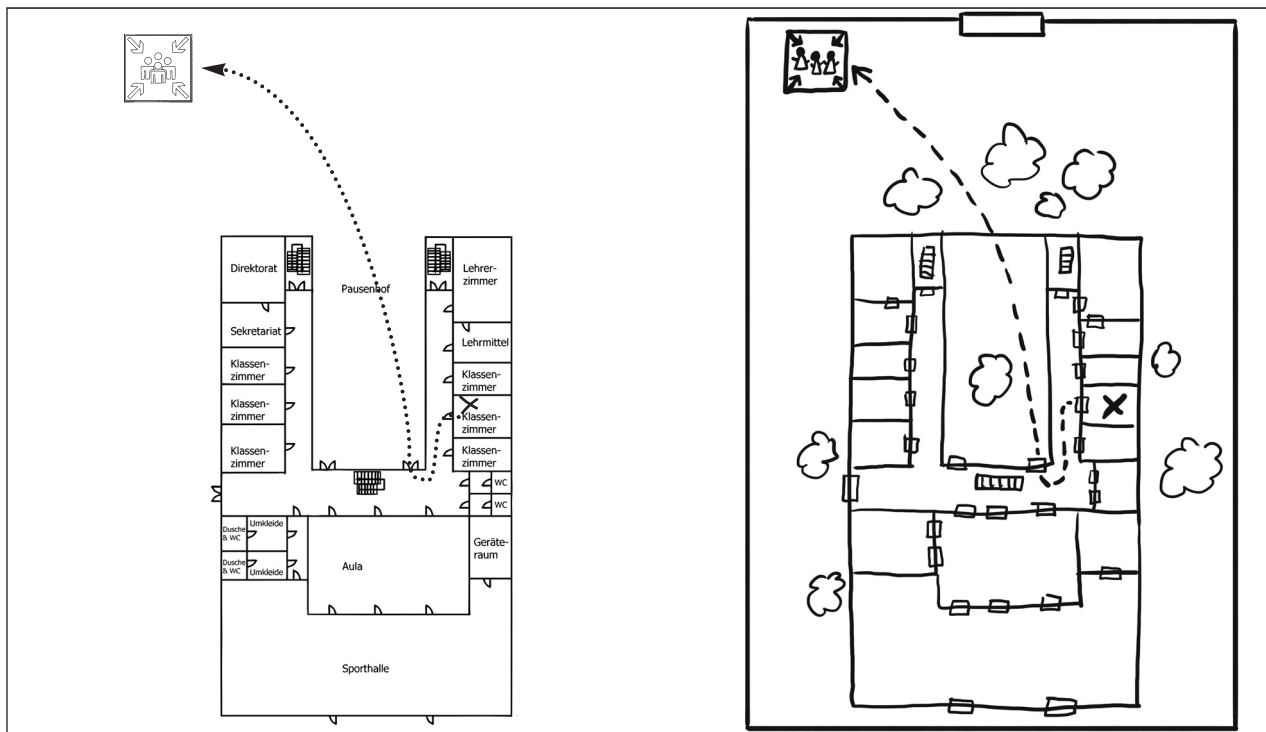 Direktorat
Pausenhof
Lehrer-
zimmer
Sekretariat
Lehrmittel
Klassen-
zimmer
Klassen-
zimmer
Klassen-
zimmer
Klassen-
zimmer
Klassen-
zimmer
Klassen-
zimmer
WC
WC
Dusche
& WC
Umkleide
Dusche
& WC
Umkleide
Aula
Geräte-
raum
Sporthalle